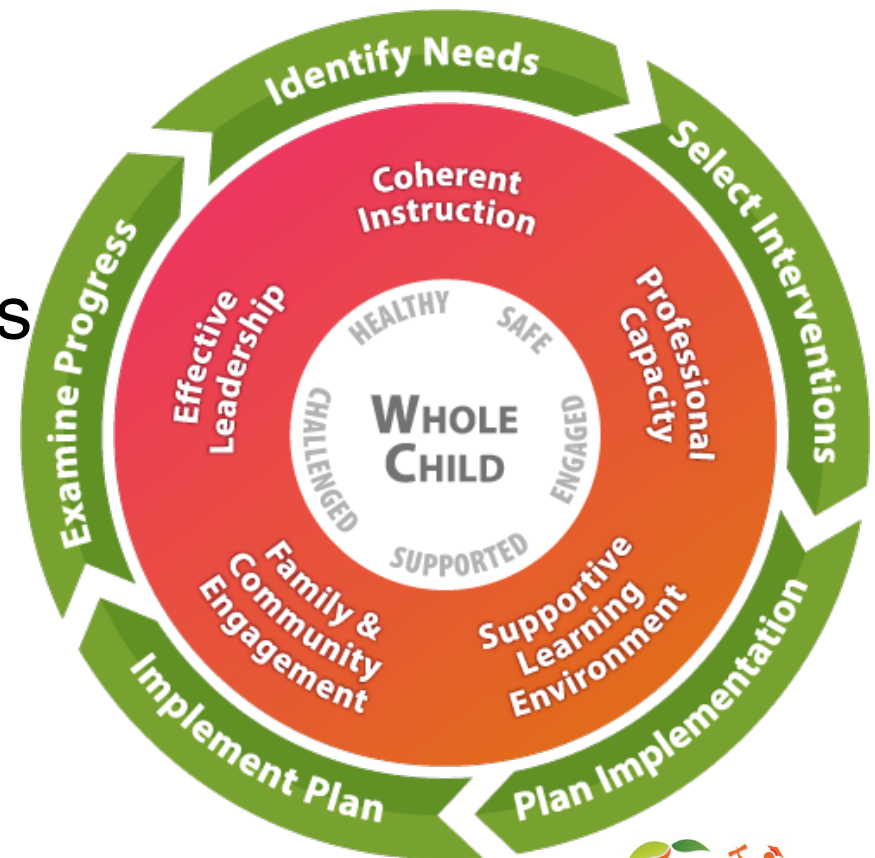 Identify Needs
Select Interventions
Plan Implementation
Implement Plan
Examine Progress
Coherent
Instruction
Professional
Capacity
Supportive
Learning
Environment
Family &
Community
Engagement
Effective
Leadership
HEALTHY
SAFE
ENGAGED
SUPPORTED
CHALLENGED
WHOLE
CHILD
s